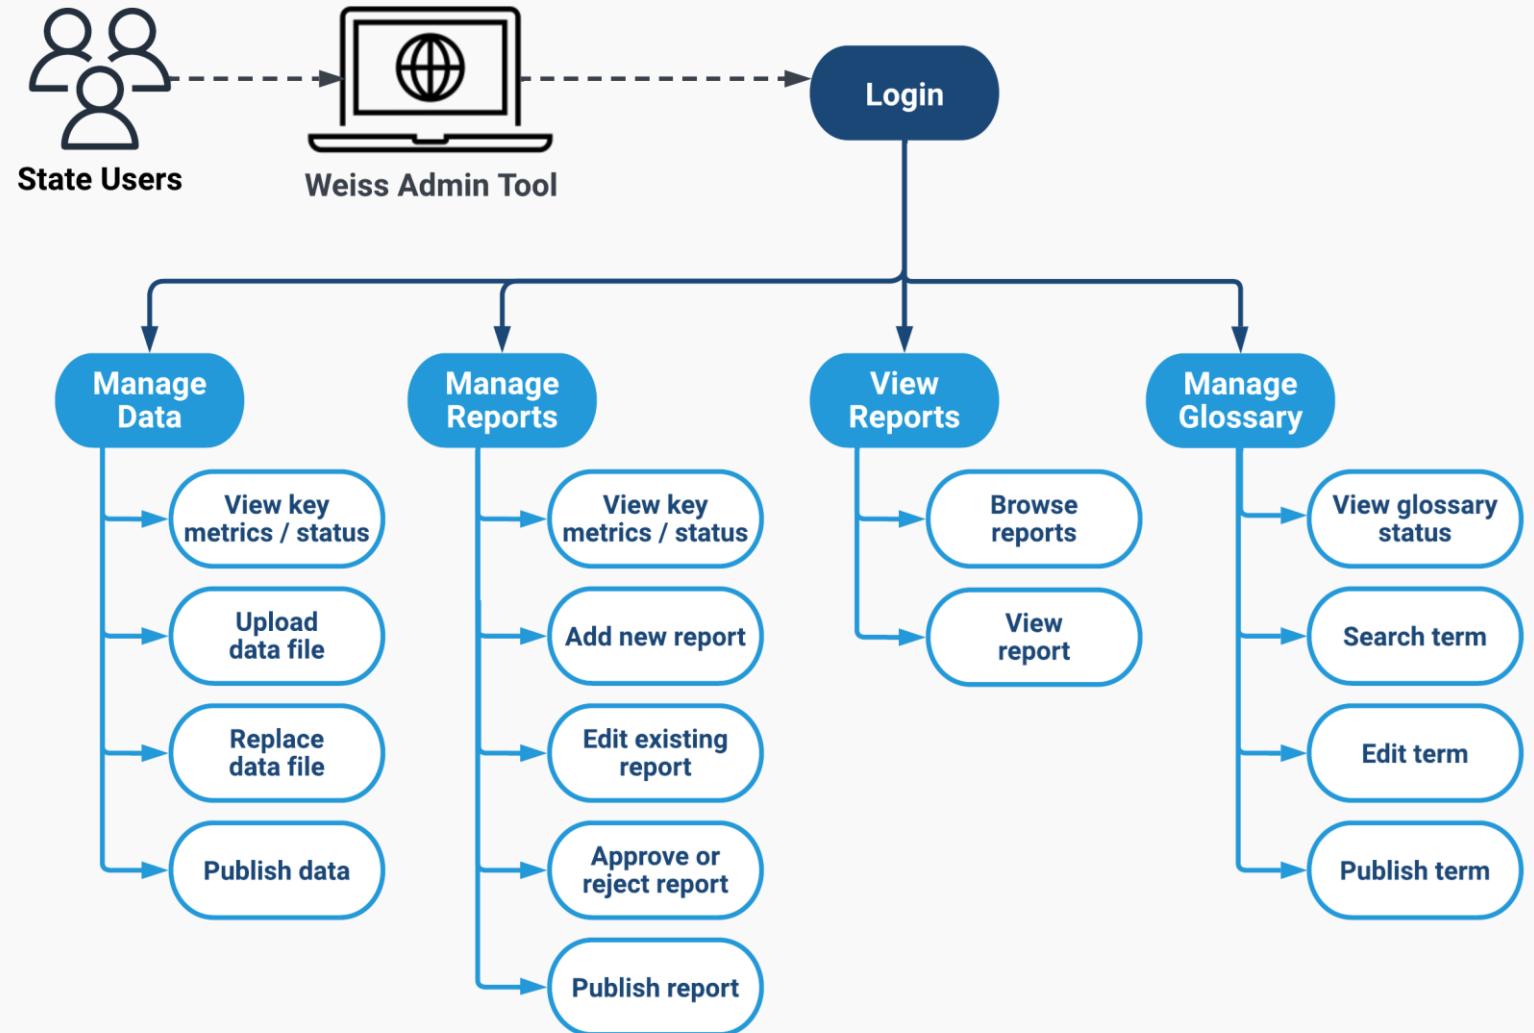 State Users
Weiss Admin Tool
Login
Manage
Data
View key
metrics / status
Upload
data file
Replace
data file
Publish data
Manage
Reports
View key
metrics / status
Add new report
Edit existing
report
Approve or
reject report
Publish report
View
Reports
Browse
reports
View
report
Manage
Glossary
View glossary
status
Search term
Edit term
Publish term